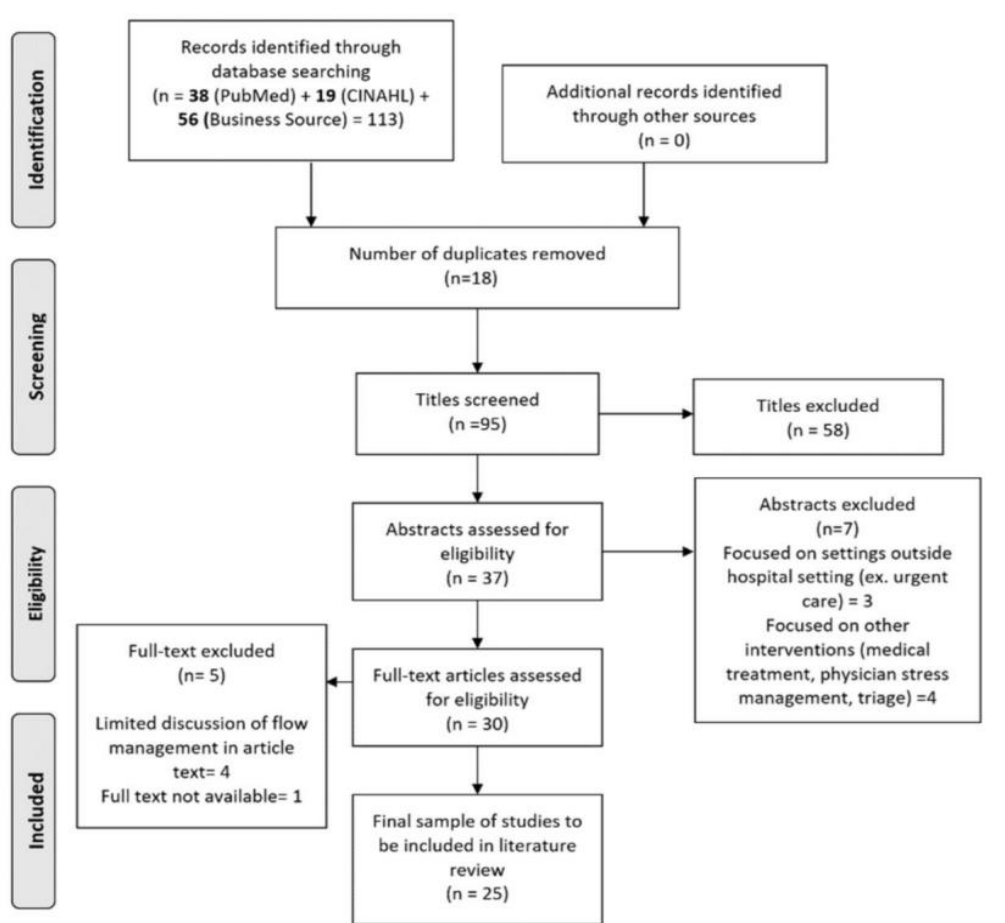 Identification
Records identified through
database searching
(n = 38 (PubMed) + 19 (CINAHL) +
56 (Business Source) = 113)
Additional records identified
through other sources
(n = 0)
Number of duplicates removed
(n=18)
Screening
Titles screened
(n =95)
Titles excluded
(n = 58)
Eligibility
Abstracts assessed for
eligibility
(n = 37)
Abstracts excluded
(n=7)
Focused on settings outside
hospital setting (ex. urgent
care) = 3
Focused on other
interventions (medical
treatment, physician stress
management, triage) =4
Full-text articles assessed
for eligibility
(n = 30)
Full-text excluded
(n= 5)
Limited discussion of flow
management in article
text= 4
Full text not available= 1
Included
Final sample of studies to
be included in literature
review
(n = 25)